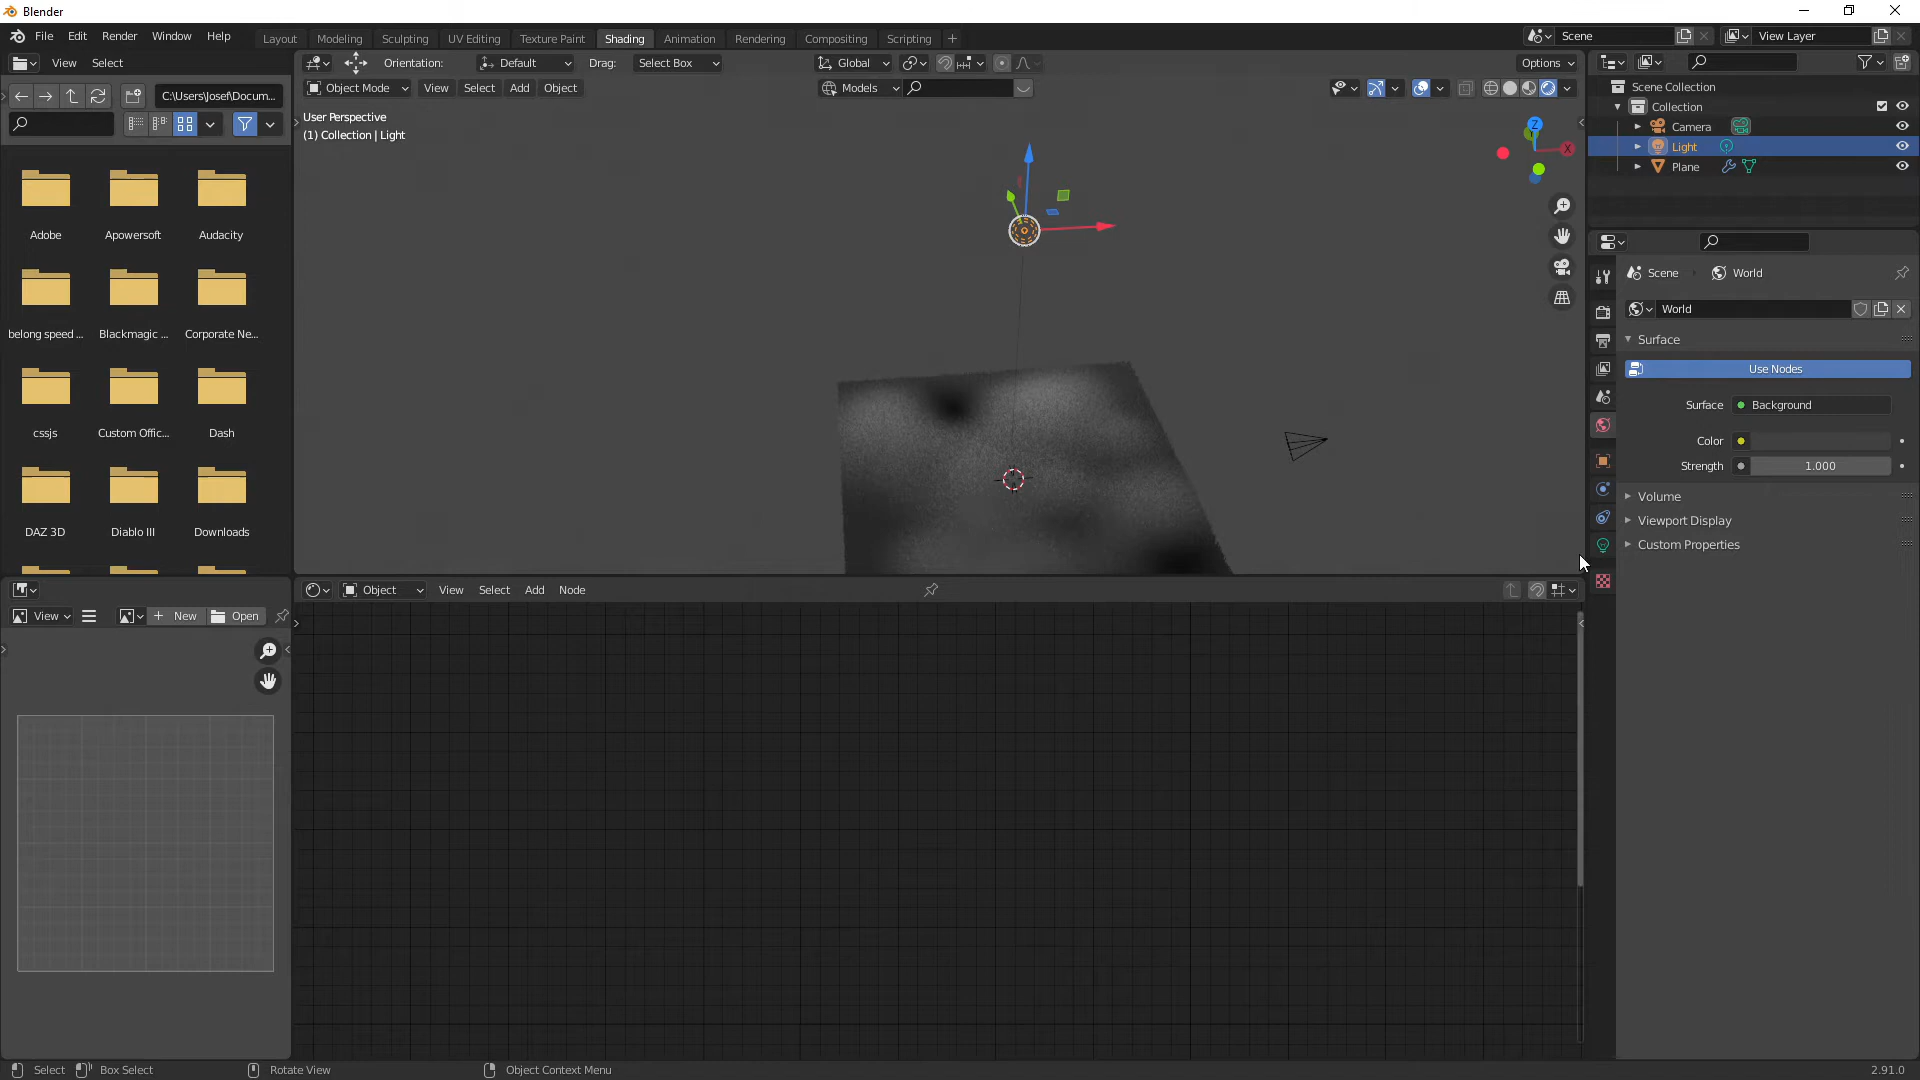 Blender
File Edit Render Window Help
Layout Modeling Sculpting UV Editing Texture Paint Shading Animation Rendering Compositing Scripting +
Scene
View Layer
View Select
Orientation: Default Drag: Select Box
Global
Options
C:\Users\Josef\Docum...
Object Mode View Select Add Object
Models
User Perspective
(1) Collection | Light
Z
X
Scene Collection
Collection
Camera
Light
Plane
Adobe Apowersoft Audacity
belong speed ... Blackmagic ... Corporate Ne...
cssjs Custom Offic... Dash
DAZ 3D Diablo III Downloads
Scene World
World
Surface
Use Nodes
Surface Background
Color
Strength 1.000
Volume
Viewport Display
Custom Properties
Object View Select Add Node
View New Open
Select Box Select Rotate View Object Context Menu 2.91.0